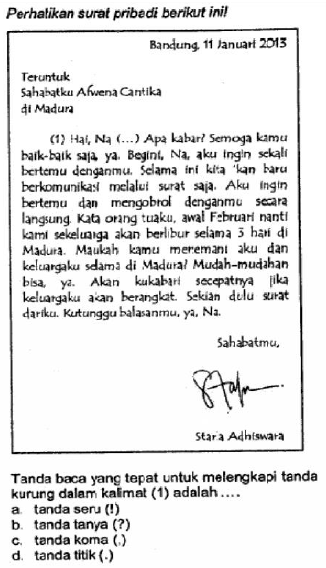 Perhatikan surat pribadi berikut ini!
Bandung, 11 Januari 2013
Teruntuk
Sahabatku Afwena Cantika
di Madura
(1) Hai, Na (...) Apa kabar? Semoga kamu
baik-baik saja, ya. Begini, Na, aku ingin sekali
bertemu denganmu. Selama ini kita 'kan baru
berkomunikasi melalui surat saja. Aku ingin
bertemu dan mengobrol denganmu secara
langsung. Kata orang tuaku, awal Februari nanti
kami sekeluarga akan berlibur selama 3 hari di
Madura. Maukah kamu menemani aku dan
keluargaku selama di Madura? Mudah-mudahan
bisa, ya. Akan kukabari secepatnya jika
keluargaku akan berangkat. Sekian dulu surat
dariku. Kutunggu balasanmu, ya, Na.
Sahabatmu,
Staria Adhiswara
Tanda baca yang tepat untuk melengkapi tanda
kurung dalam kalimat (1) adalah ....
a. tanda seru (!)
b. tanda tanya (?)
c. tanda koma (,)
d. tanda titik (.)